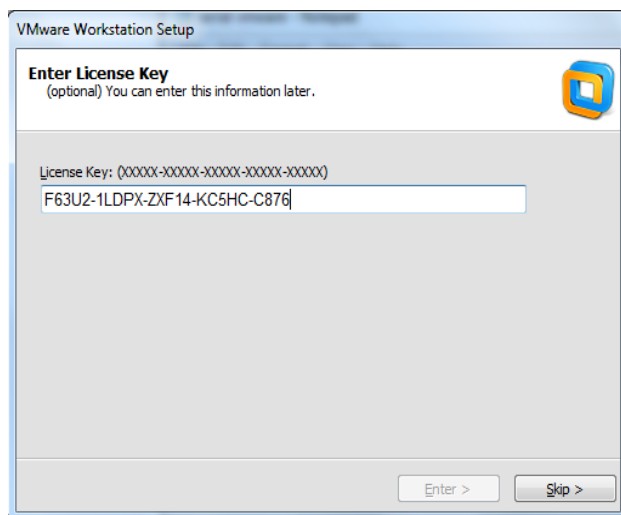 VMware Workstation Setup
Enter License Key
(optional) You can enter this information later.
License Key: (XXXXX-XXXXX-XXXXX-XXXXX-XXXXX)
F63U2-1LDPX-ZXF14-KC5HC-C876
Enter >
Skip >